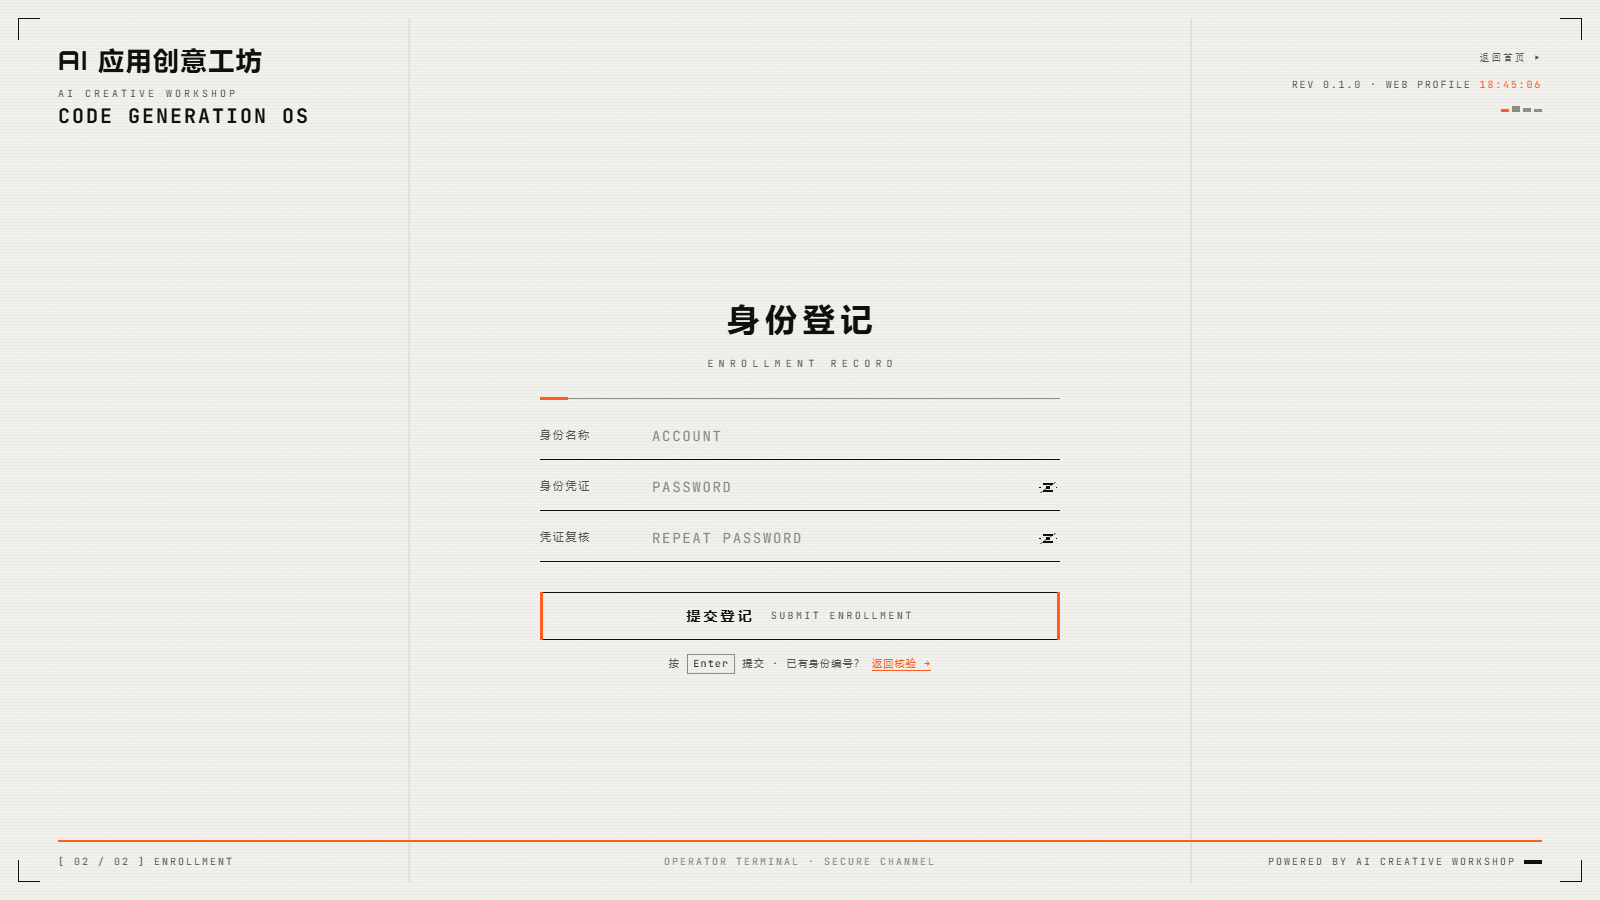 AI 应用创意工坊
AI CREATIVE WORKSHOP
CODE GENERATION OS
返回首页 ▸
REV 0.1.0 · WEB PROFILE 18:45:06
身份登记
ENROLLMENT RECORD
身份名称 ACCOUNT
身份凭证 PASSWORD
凭证复核 REPEAT PASSWORD
提交登记 SUBMIT ENROLLMENT
按 Enter 提交 · 已有身份编号? 返回核验 →
[ 02 / 02 ] ENROLLMENT
OPERATOR TERMINAL · SECURE CHANNEL
POWERED BY AI CREATIVE WORKSHOP